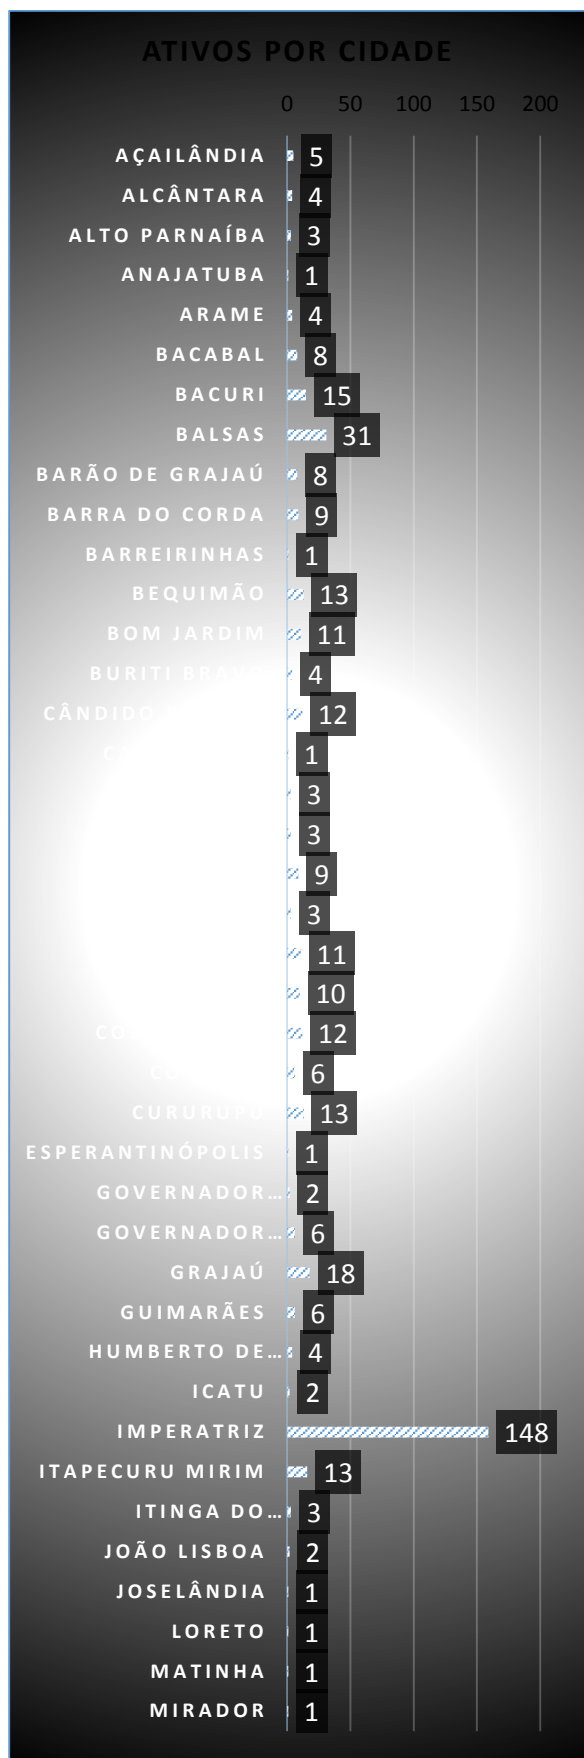 ATIVOS POR CIDADE
0 50 100 150 200
AÇAILÂNDIA 5
ALCÂNTARA 4
ALTO PARNAÍBA 3
ANAJATUBA 1
ARAME 4
BACABAL 8
BACURI 15
BALSAS 31
BARÃO DE GRAJAÚ 8
BARRA DO CORDA 9
BARREIRINHAS 1
BEQUIMÃO 13
BOM JARDIM 11
BURITI 4
CÂNDIDO 12
1
3
3
9
3
11
10
12
6
CURURUPU 13
ESPERANTINÓPOLIS 1
GOVERNADOR... 2
GOVERNADOR... 6
GRAJAÚ 18
GUIMARÃES 6
HUMBERTO DE... 4
ICATU 2
IMPERATRIZ 148
ITAPECURU MIRIM 13
ITINGA DO... 3
JOÃO LISBOA 2
JOSELÂNDIA 1
LORETO 1
MATINHA 1
MIRADOR 1